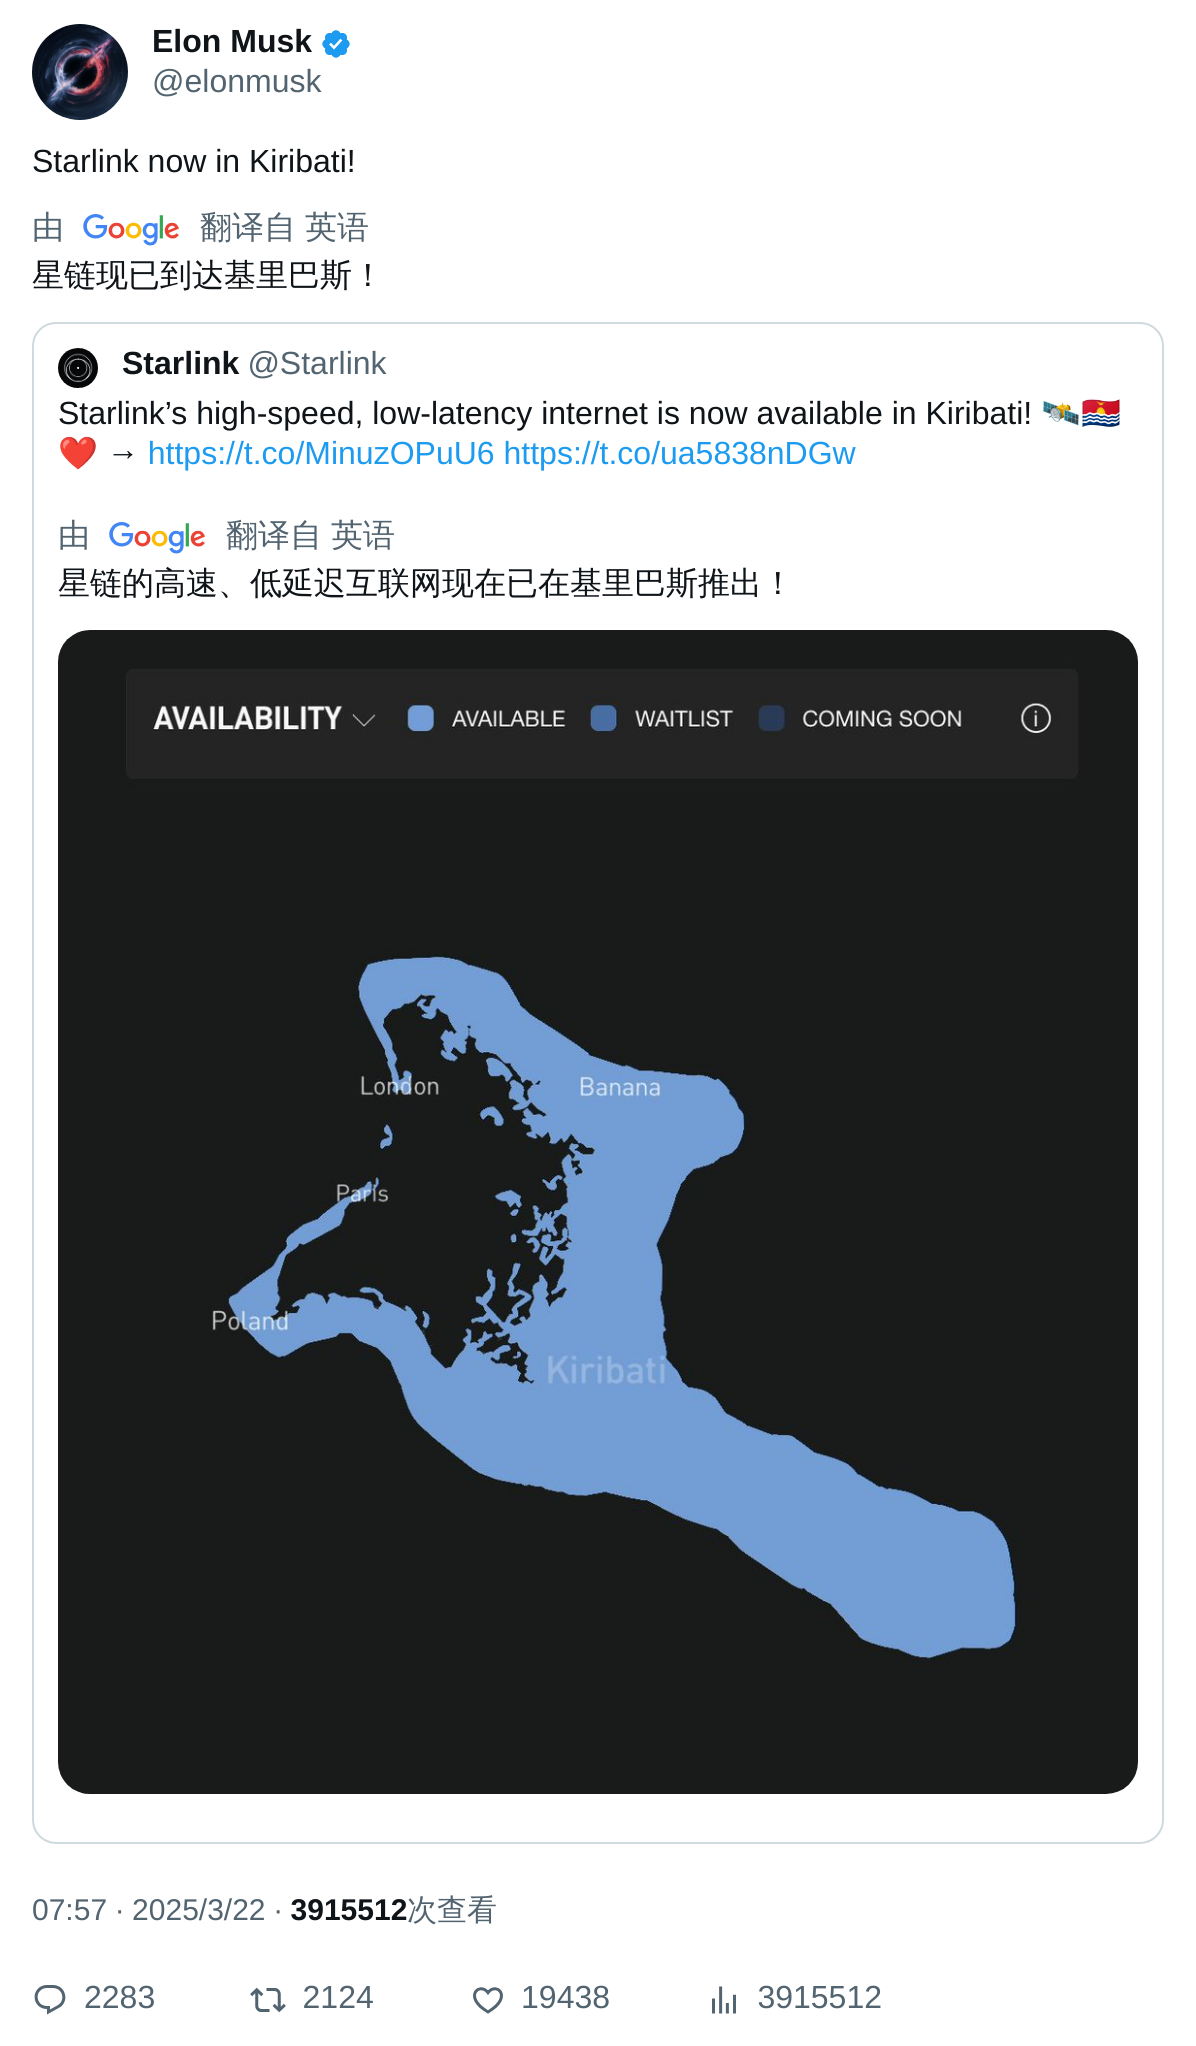 Elon Musk
@elonmusk
Starlink now in Kiribati!
由 Google 翻译自 英语
星链现已到达基里巴斯！
Starlink @Starlink
Starlink’s high-speed, low-latency internet is now available in Kiribati! 🛰️🇰🇮
❤️ → https://t.co/MinuzOPuU6 https://t.co/ua5838nDGw
由 Google 翻译自 英语
星链的高速、低延迟互联网现在已在基里巴斯推出！
AVAILABILITY AVAILABLE WAITLIST COMING SOON
London
Banana
Paris
Poland
Kiribati
07:57 · 2025/3/22 · 3915512次查看
2283 2124 19438 3915512